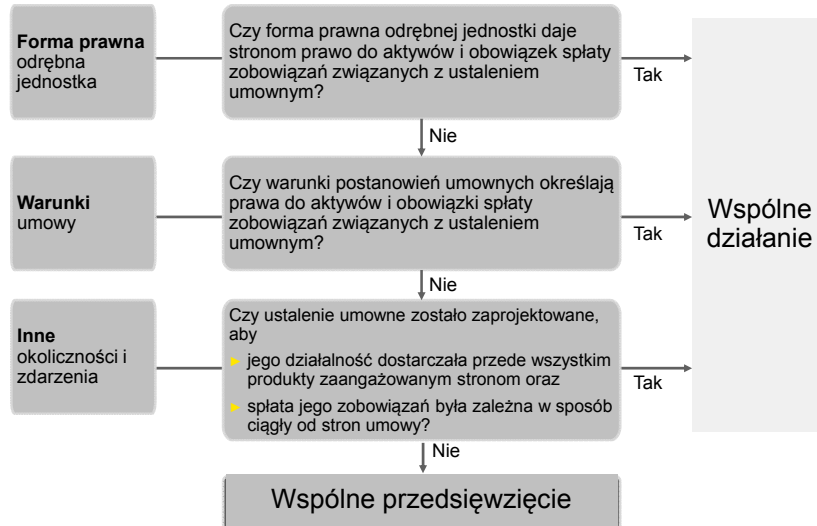 Forma prawna
odrębna
jednostka
Czy forma prawna odrębnej jednostki daje
stronom prawo do aktywów i obowiązek spłaty
zobowiązań związanych z ustaleniem
umownym?
Tak
Nie
Warunki
umowy
Czy warunki postanowień umownych określają
prawa do aktywów i obowiązki spłaty
zobowiązań związanych z ustaleniem
umownym?
Tak
Wspólne
działanie
Nie
Inne
okoliczności i
zdarzenia
Czy ustalenie umowne zostało zaprojektowane,
aby
jego działalność dostarczała przede wszystkim
produkty zaangażowanym stronom oraz
spłata jego zobowiązań była zależna w sposób
ciągły od stron umowy?
Tak
Nie
Wspólne przedsięwzięcie